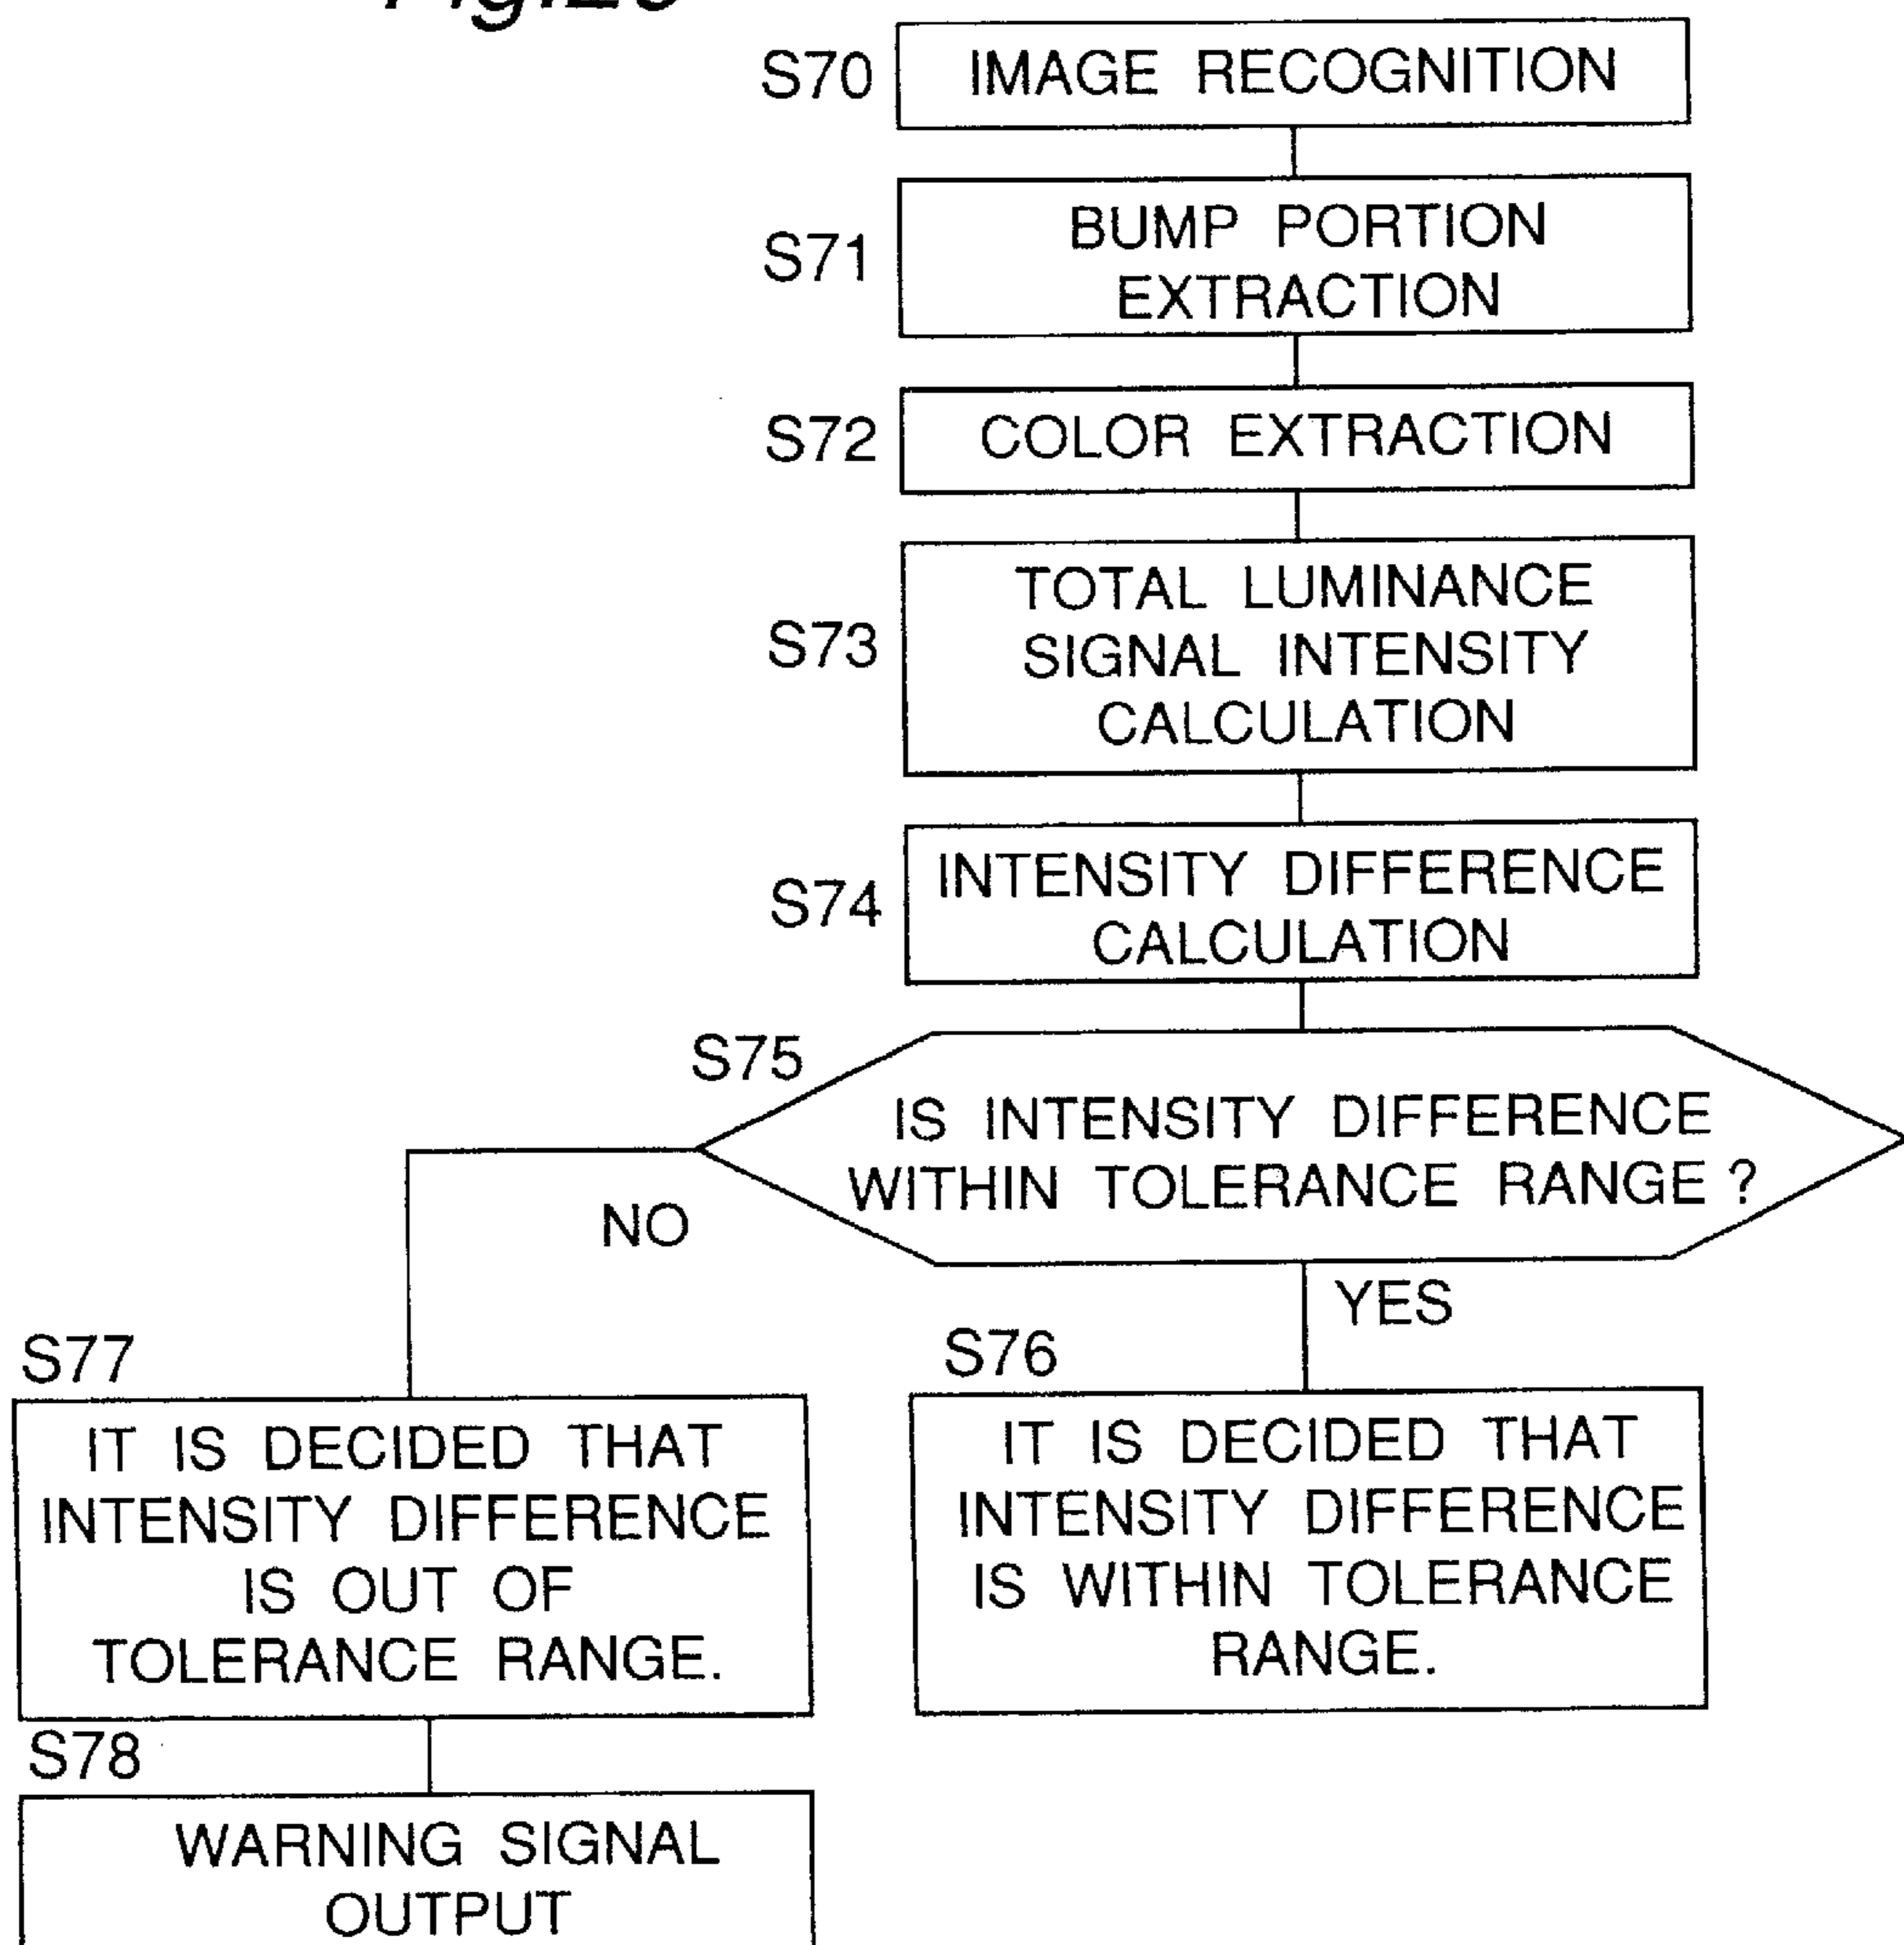 S70
IMAGE RECOGNITION
S71
BUMP PORTION
EXTRACTION
S72
COLOR EXTRACTION
S73
TOTAL LUMINANCE
SIGNAL INTENSITY
CALCULATION
S74
INTENSITY DIFFERENCE
CALCULATION
S75
IS INTENSITY DIFFERENCE
WITHIN TOLERANCE RANGE ?
NO
YES
S77
IT IS DECIDED THAT
INTENSITY DIFFERENCE
IS OUT OF
TOLERANCE RANGE.
S76
IT IS DECIDED THAT
INTENSITY DIFFERENCE
IS WITHIN TOLERANCE
RANGE.
S78
WARNING SIGNAL
OUTPUT